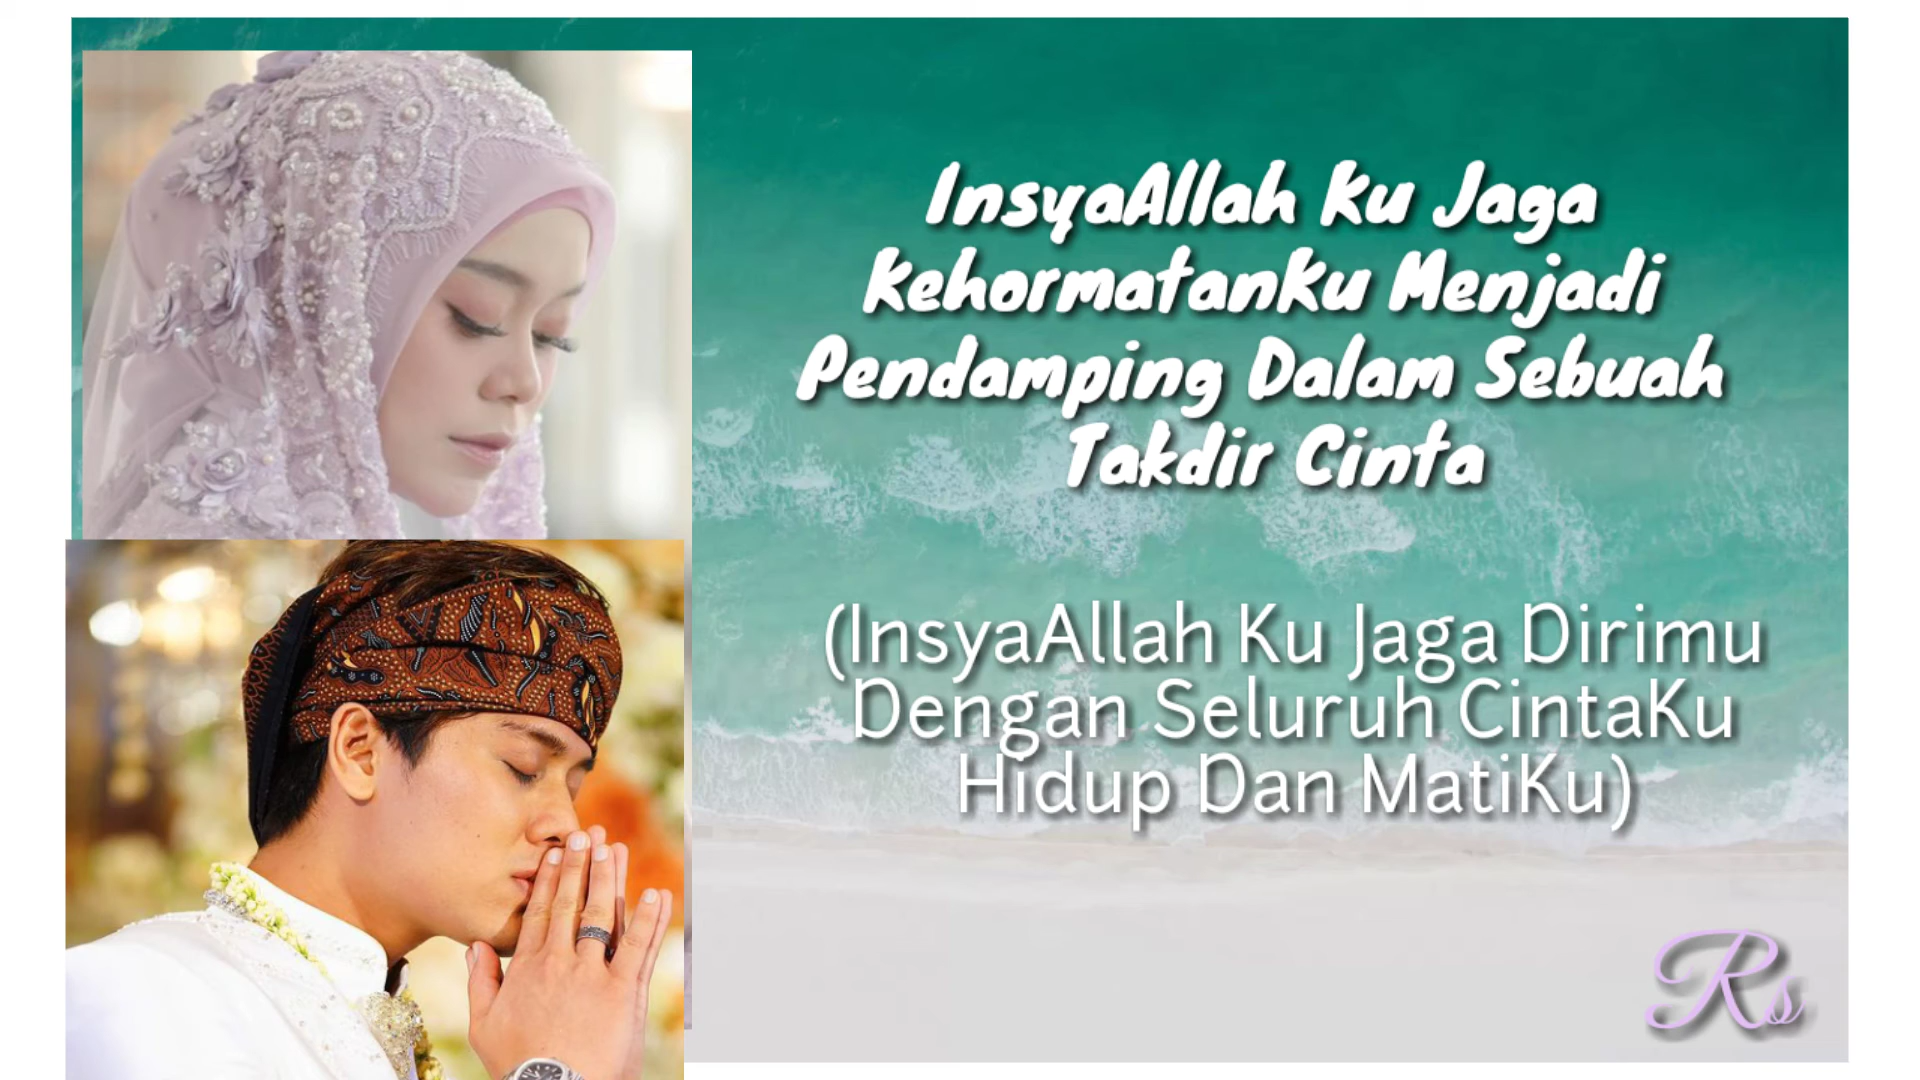 InsyaAllah Ku Jaga
KehormatanKu Menjadi
Pendamping Dalam Sebuah
Takdir Cinta
(InsyaAllah Ku Jaga Dirimu
Dengan Seluruh CintaKu
Hidup Dan MatiKu)
Rs